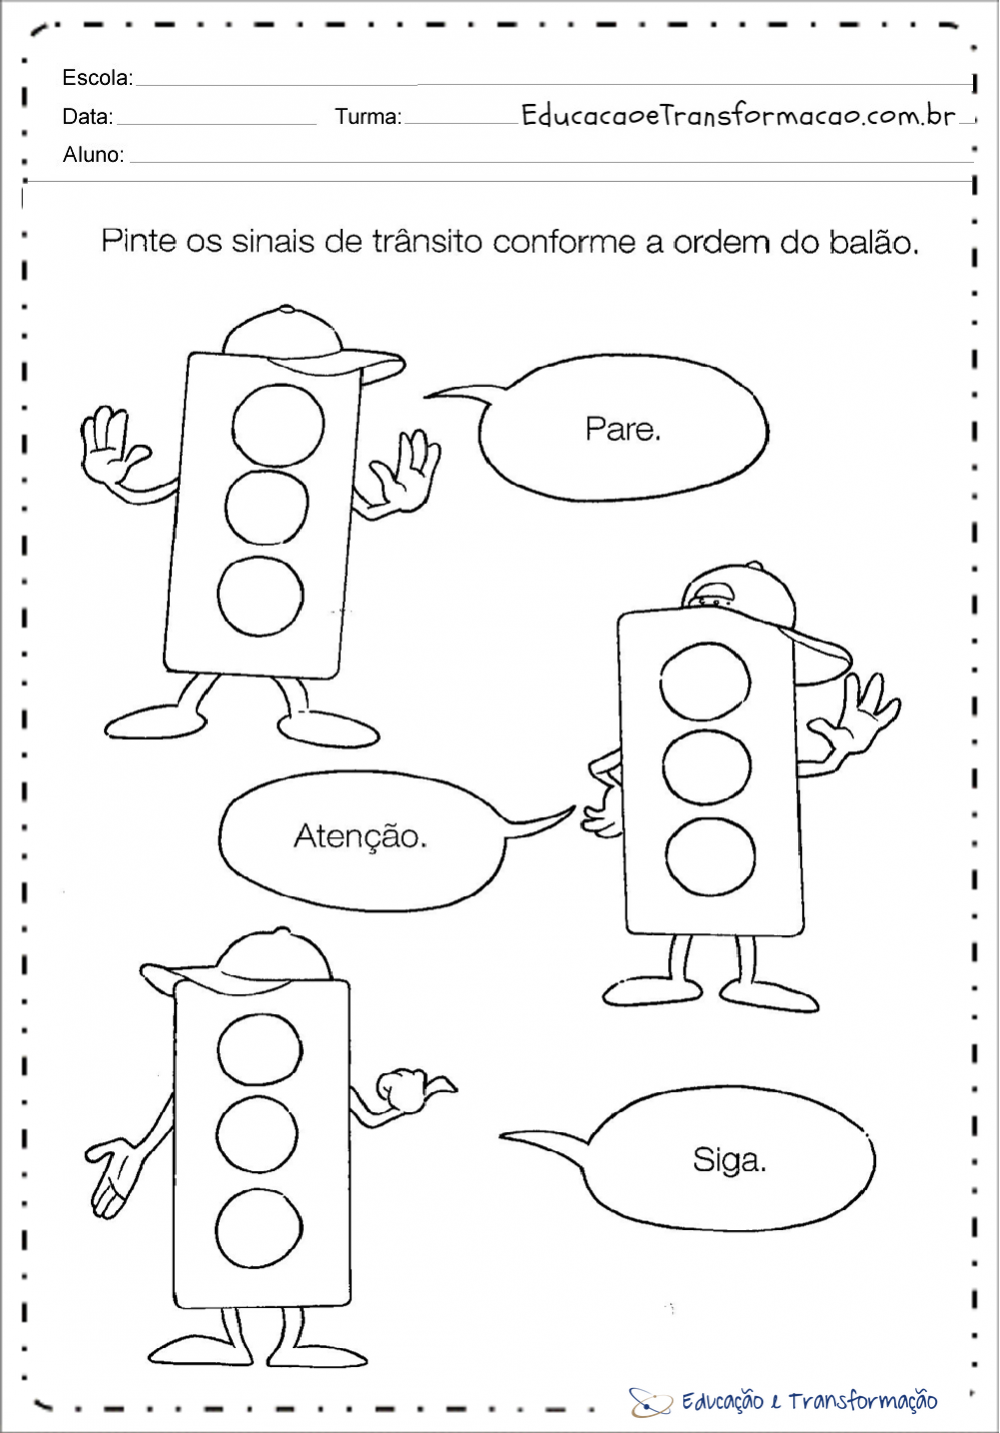 Escola:
Data: Turma: EducacaoeTransformacao.com.br
Aluno:
Pinte os sinais de trânsito conforme a ordem do balão.
Pare.
Atenção.
Siga.
Educação e Transformação